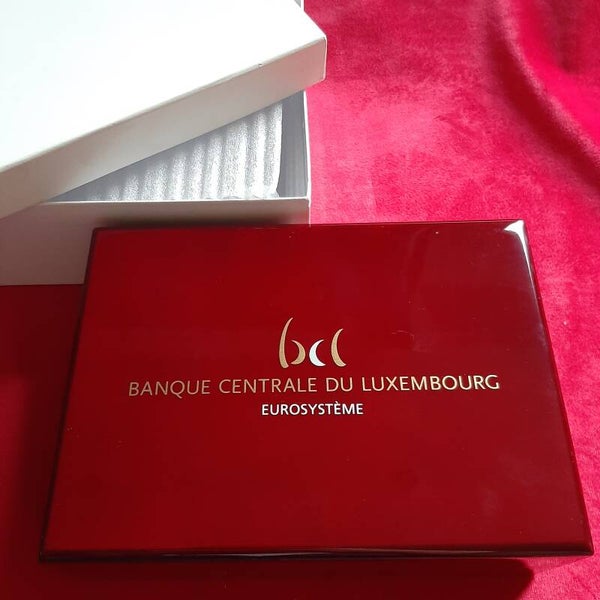 bcl
BANQUE CENTRALE DU LUXEMBOURG
EUROSYSTÈME